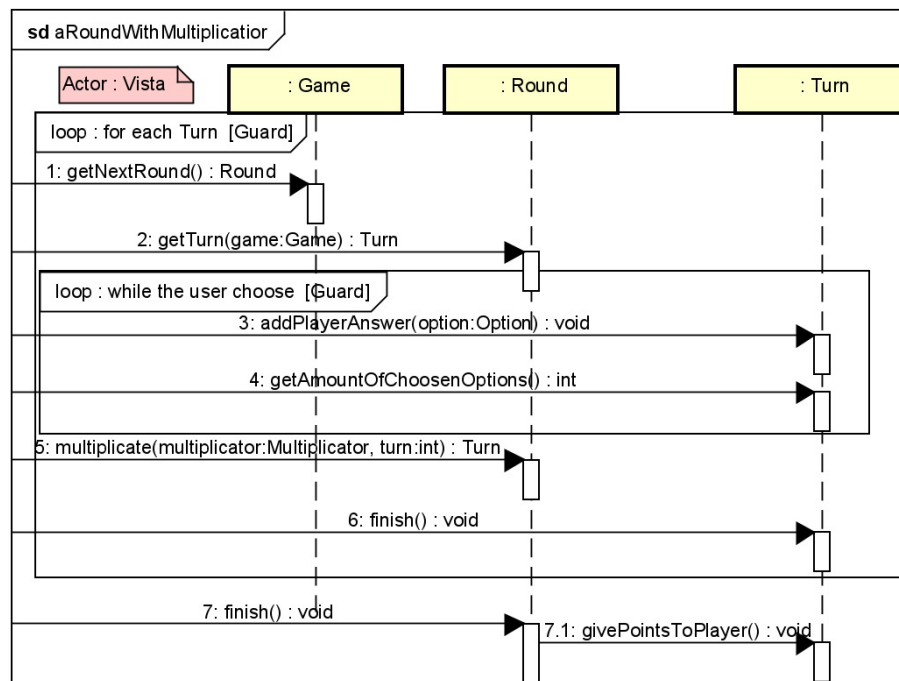 sd aRoundWithMultiplicatior
Actor : Vista
: Game
: Round
: Turn
loop : for each Turn [Guard]
1: getNextRound() : Round
2: getTurn(game:Game) : Turn
loop : while the user choose [Guard]
3: addPlayerAnswer(option:Option) : void
4: getAmountOfChoosenOptions() : int
5: multiplicate(multiplicator:Multiplicator, turn:int) : Turn
6: finish() : void
7: finish() : void
7.1: givePointsToPlayer() : void